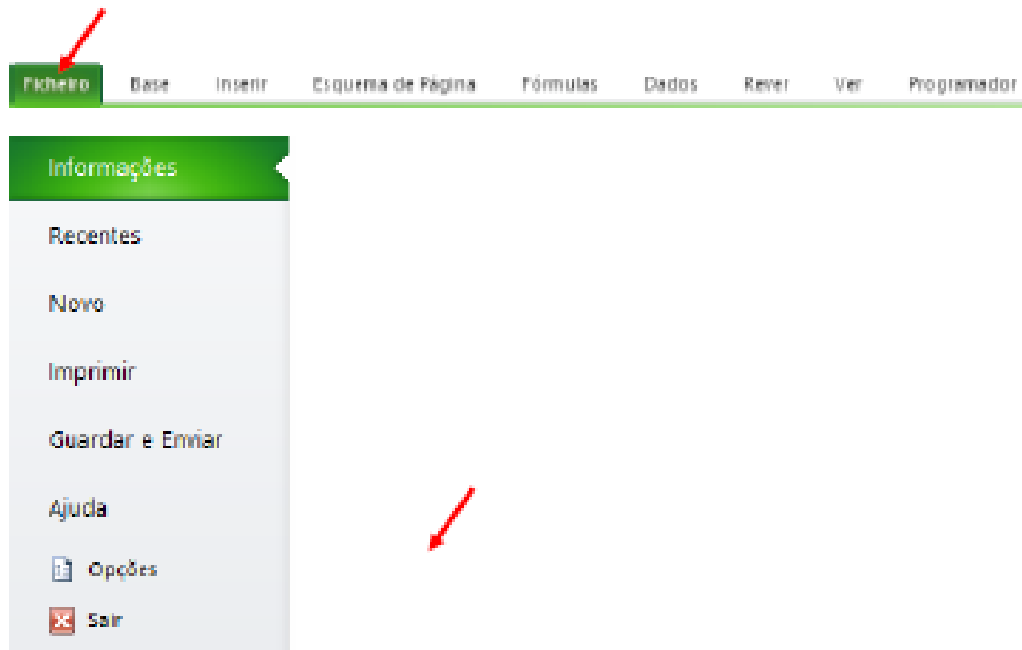 Ficheiro Base Inserir Esquema de Página Fórmulas Dados Rever Ver Programador
Informações
Recentes
Novo
Imprimir
Guardar e Enviar
Ajuda
Opções
Sair